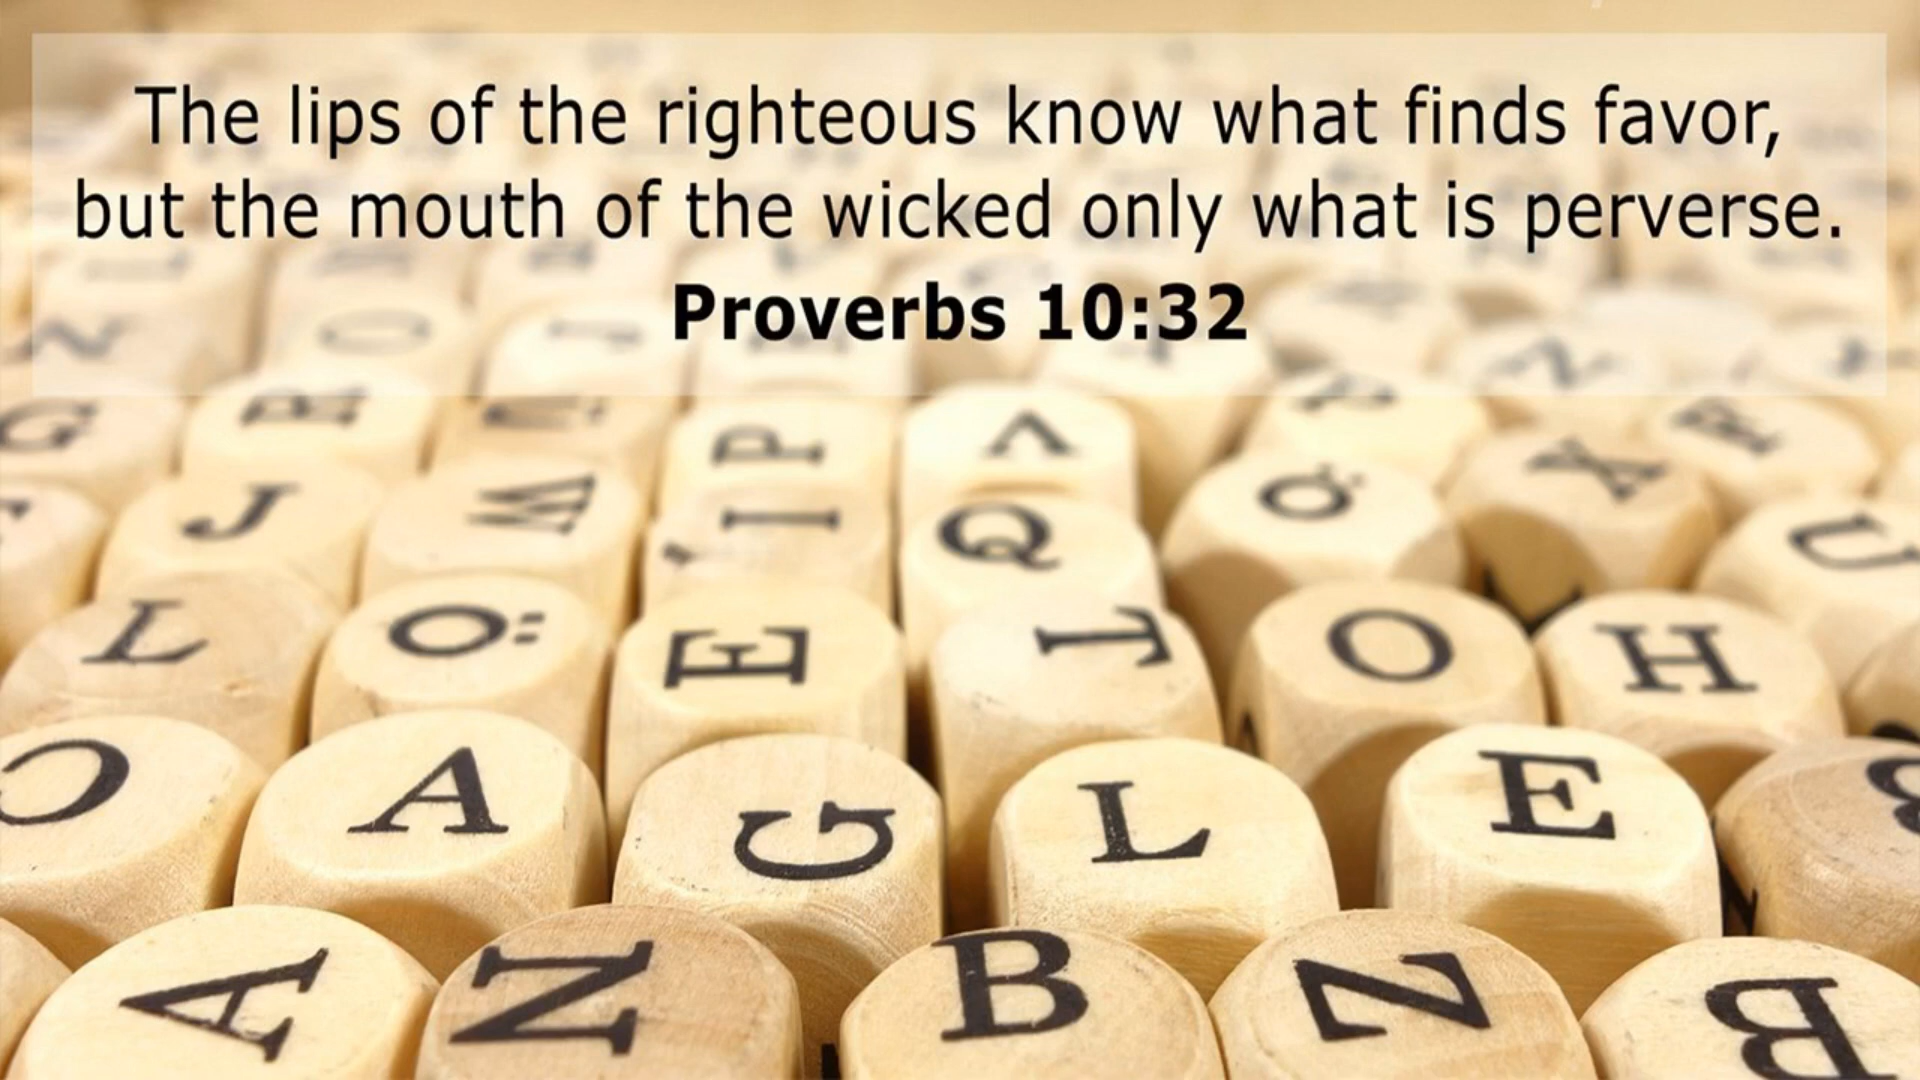 The lips of the righteous know what finds favor,
but the mouth of the wicked only what is perverse.
Proverbs 10:32
G
J W I P V Q Ö X U
L Ö E L O H
C A G L E
A Z B N B